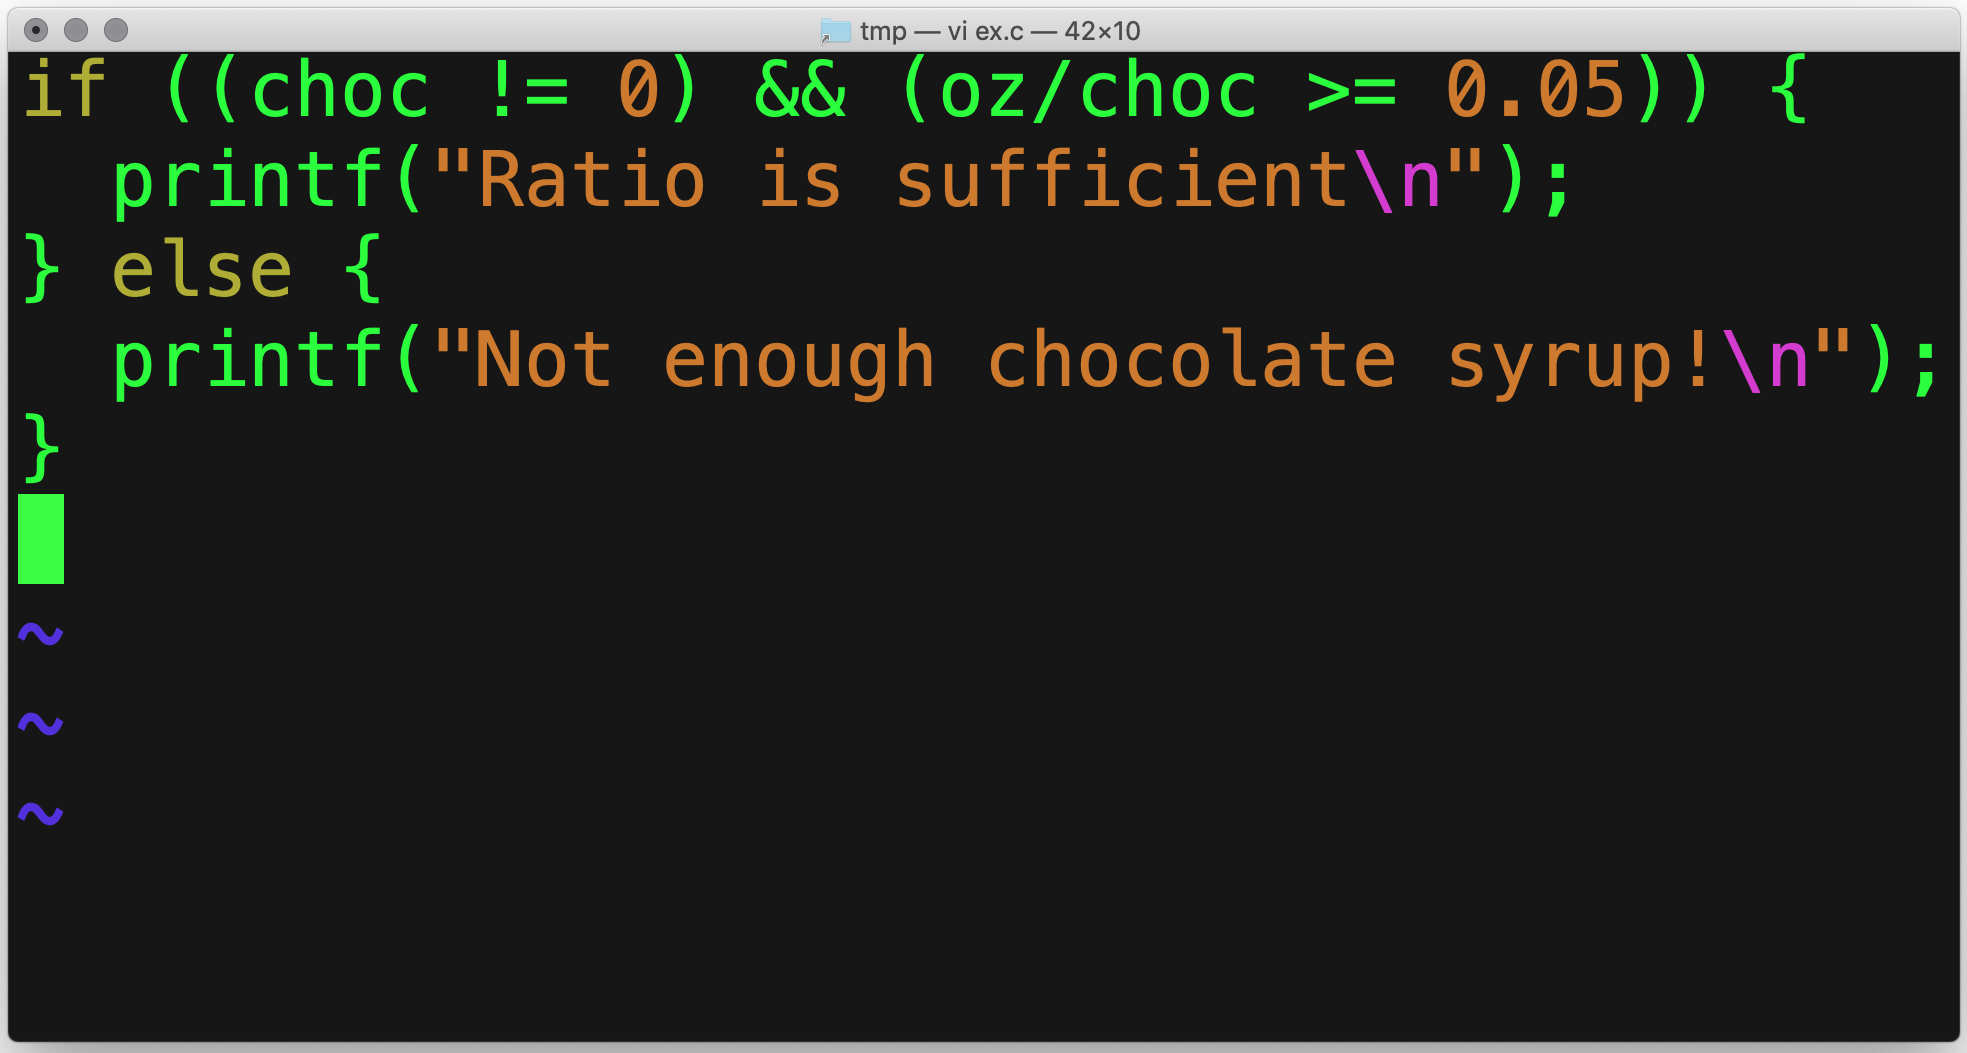 tmp — vi ex.c — 42×10
if ((choc != 0) && (oz/choc >= 0.05)) {
  printf("Ratio is sufficient\n");
} else {
  printf("Not enough chocolate syrup!\n");
}
~
~
~